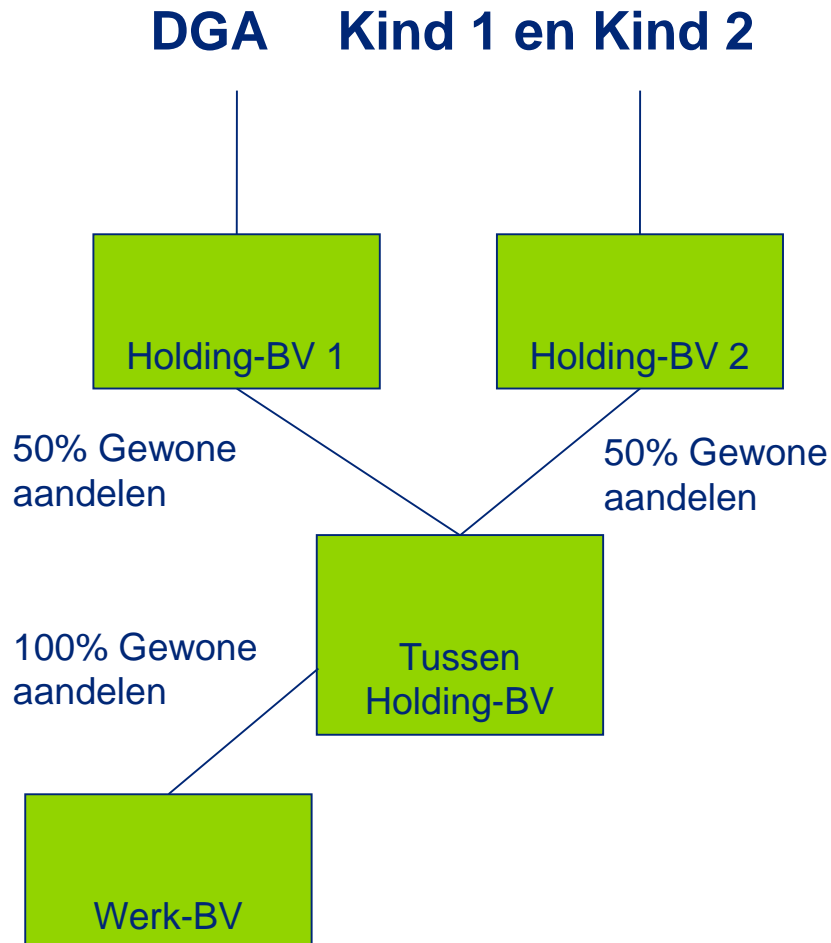 DGA Kind 1 en Kind 2
Holding-BV 1
Holding-BV 2
50% Gewone
aandelen
50% Gewone
aandelen
100% Gewone
aandelen
Tussen
Holding-BV
Werk-BV